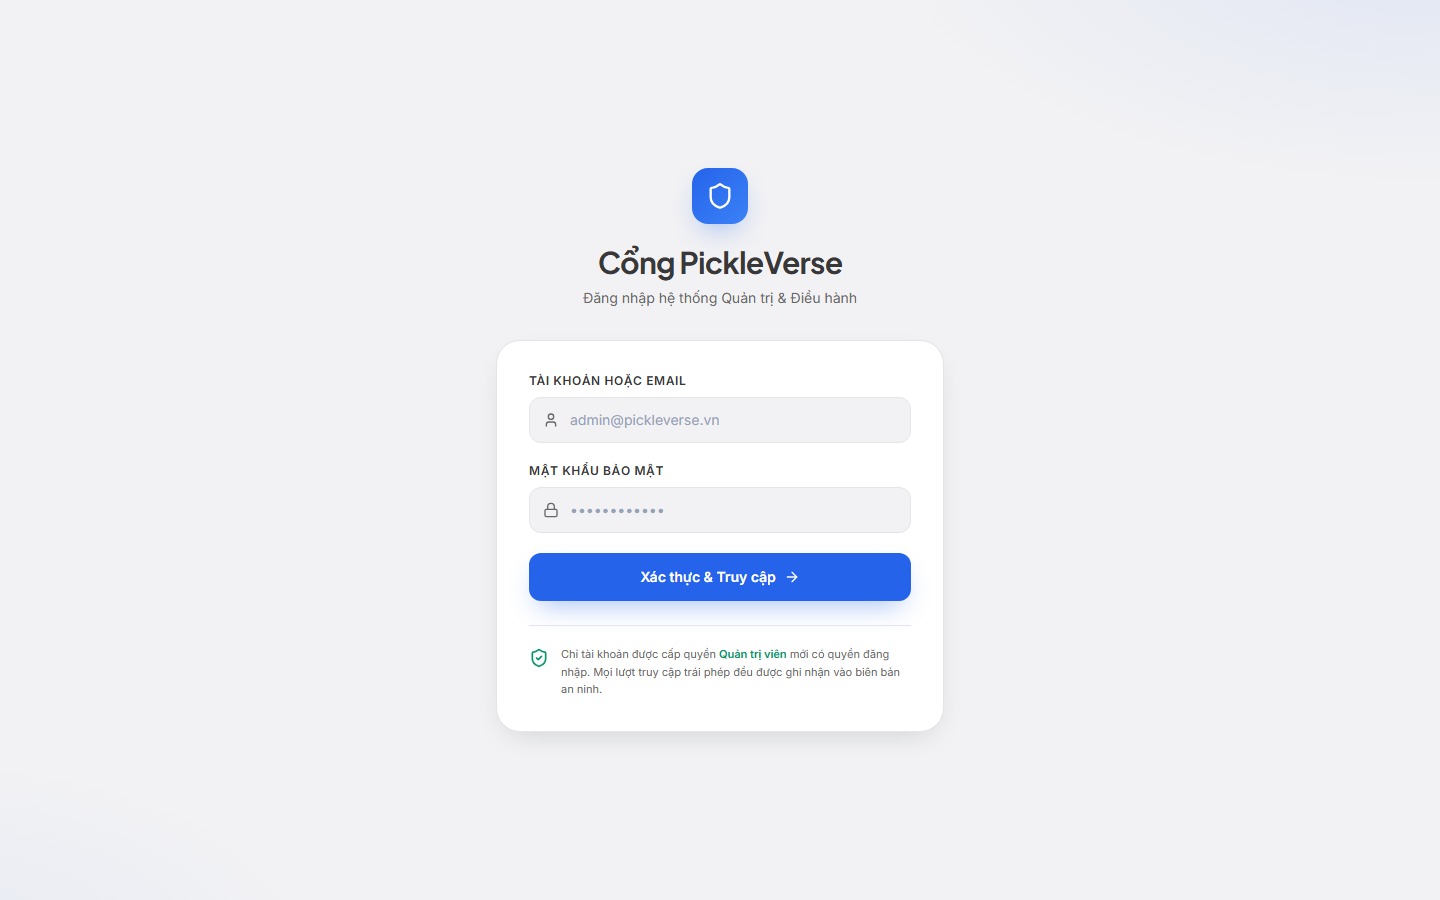 Cổng PickleVerse
Đăng nhập hệ thống Quản trị & Điều hành
TÀI KHOẢN HOẶC EMAIL
admin@pickleverse.vn
MẬT KHẨU BẢO MẬT
••••••••••••
Xác thực & Truy cập →
Chỉ tài khoản được cấp quyền Quản trị viên mới có quyền đăng
nhập. Mọi lượt truy cập trái phép đều được ghi nhận vào biên bản
an ninh.